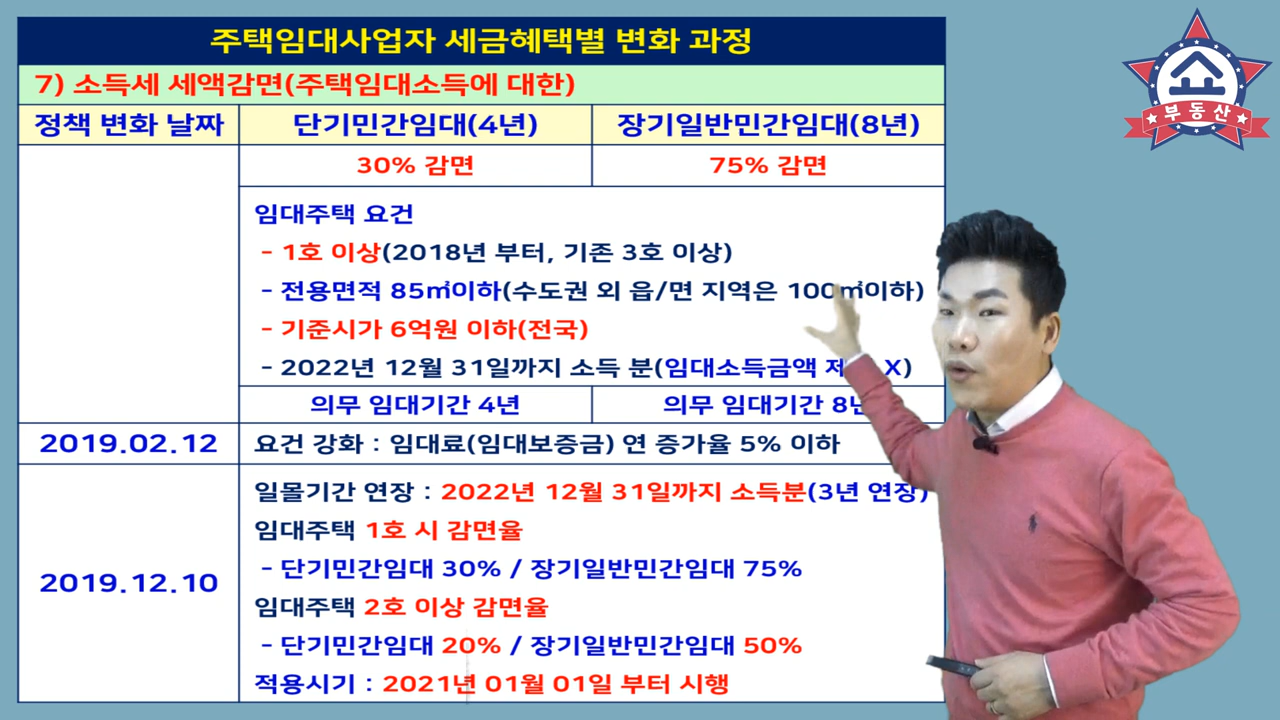 주택임대사업자 세금혜택별 변화 과정
7) 소득세 세액감면(주택임대소득에 대한)
정책 변화 날짜 단기민간임대(4년) 장기일반민간임대(8년)
30% 감면 75% 감면
임대주택 요건
- 1호 이상(2018년 부터, 기존 3호 이상)
- 전용면적 85㎡이하(수도권 외 읍/면 지역은 100㎡이하)
- 기준시가 6억원 이하(전국)
- 2022년 12월 31일까지 소득 분(임대소득금액 X)
의무 임대기간 4년 의무 임대기간 8년
2019.02.12 요건 강화 : 임대료(임대보증금) 연 증가율 5% 이하
2019.12.10
일몰기간 연장 : 2022년 12월 31일까지 소득분(3년 연장)
임대주택 1호 시 감면율
- 단기민간임대 30% / 장기일반민간임대 75%
임대주택 2호 이상 감면율
- 단기민간임대 20% / 장기일반민간임대 50%
적용시기 : 2021년 01월 01일 부터 시행
부동산